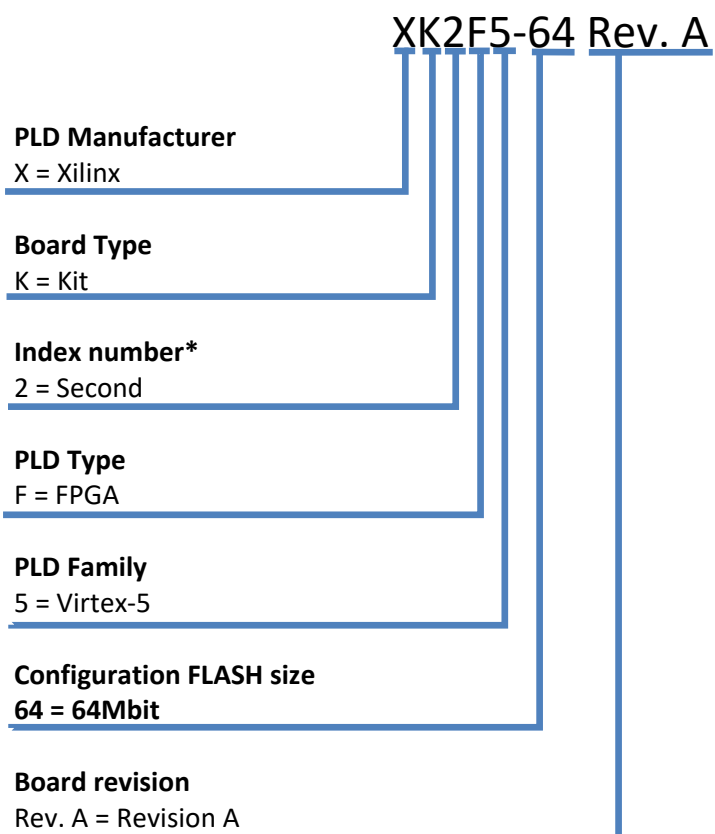 XK2F5-64 Rev. A
PLD Manufacturer
X = Xilinx
Board Type
K = Kit
Index number*
2 = Second
PLD Type
F = FPGA
PLD Family
5 = Virtex-5
Configuration FLASH size
64 = 64Mbit
Board revision
Rev. A = Revision A